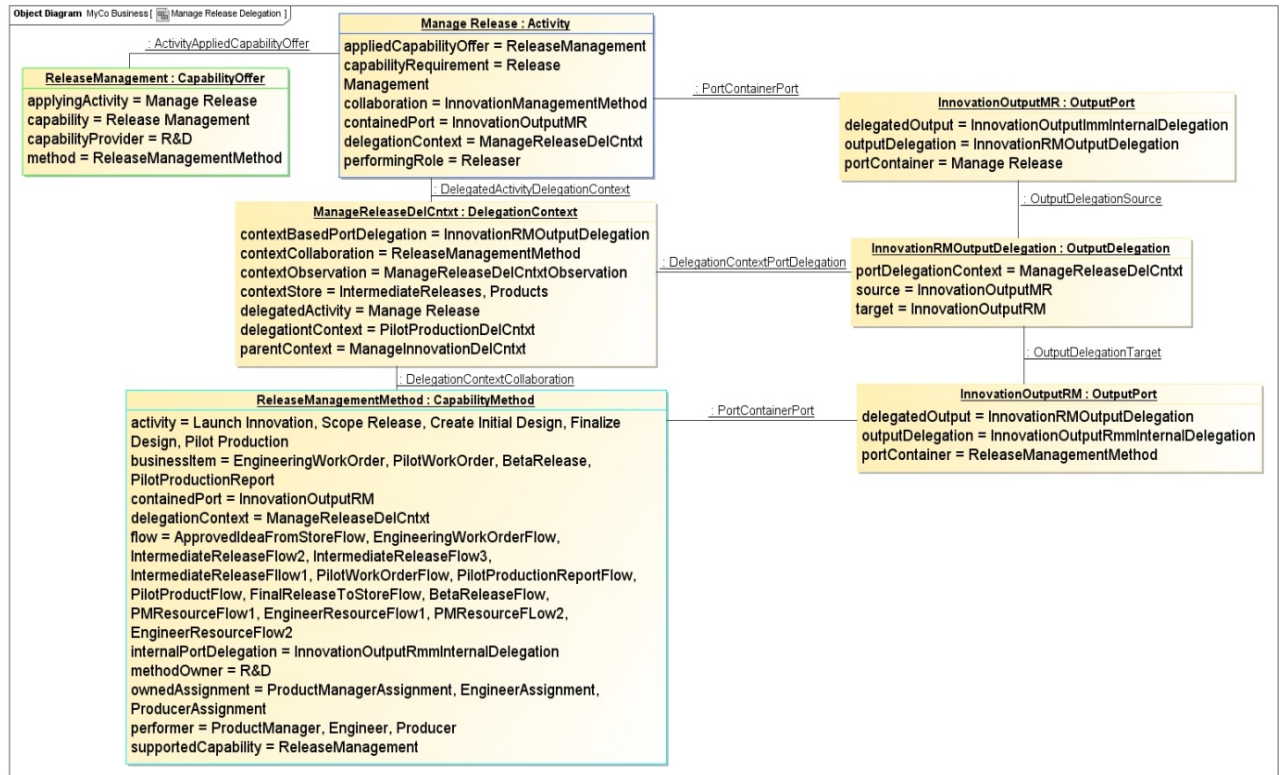 Object Diagram MyCo Business [ Manage Release Delegation ]
Manage Release : Activity
appliedCapabilityOffer = ReleaseManagement
capabilityRequirement = Release
Management
collaboration = InnovationManagementMethod
containedPort = InnovationOutputMR
delegationContext = ManageReleaseDelCntxt
performingRole = Releaser
: ActivityAppliedCapabilityOffer
ReleaseManagement : CapabilityOffer
applyingActivity = Manage Release
capability = Release Management
capabilityProvider = R&D
method = ReleaseManagementMethod
: PortContainerPort
InnovationOutputMR : OutputPort
delegatedOutput = InnovationOutputImmInternalDelegation
outputDelegation = InnovationRMOutputDelegation
portContainer = Manage Release
: DelegatedActivityDelegationContext
: OutputDelegationSource
ManageReleaseDelCntxt : DelegationContext
contextBasedPortDelegation = InnovationRMOutputDelegation
contextCollaboration = ReleaseManagementMethod
contextObservation = ManageReleaseDelCntxtObservation
contextStore = IntermediateReleases, Products
delegatedActivity = Manage Release
delegationtContext = PilotProductionDelCntxt
parentContext = ManageInnovationDelCntxt
: DelegationContextPortDelegation
InnovationRMOutputDelegation : OutputDelegation
portDelegationContext = ManageReleaseDelCntxt
source = InnovationOutputMR
target = InnovationOutputRM
: OutputDelegationTarget
: DelegationContextCollaboration
ReleaseManagementMethod : CapabilityMethod
activity = Launch Innovation, Scope Release, Create Initial Design, Finalize
Design, Pilot Production
businessItem = EngineeringWorkOrder, PilotWorkOrder, BetaRelease,
PilotProductionReport
containedPort = InnovationOutputRM
delegationContext = ManageReleaseDelCntxt
flow = ApprovedIdeaFromStoreFlow, EngineeringWorkOrderFlow,
IntermediateReleaseFlow2, IntermediateReleaseFlow3,
IntermediateReleaseFllow1, PilotWorkOrderFlow, PilotProductionReportFlow,
PilotProductFlow, FinalReleaseToStoreFlow, BetaReleaseFlow,
PMResourceFlow1, EngineerResourceFlow1, PMResourceFLow2,
EngineerResourceFlow2
internalPortDelegation = InnovationOutputRmmInternalDelegation
methodOwner = R&D
ownedAssignment = ProductManagerAssignment, EngineerAssignment,
ProducerAssignment
performer = ProductManager, Engineer, Producer
supportedCapability = ReleaseManagement
: PortContainerPort
InnovationOutputRM : OutputPort
delegatedOutput = InnovationRMOutputDelegation
outputDelegation = InnovationOutputRmmInternalDelegation
portContainer = ReleaseManagementMethod